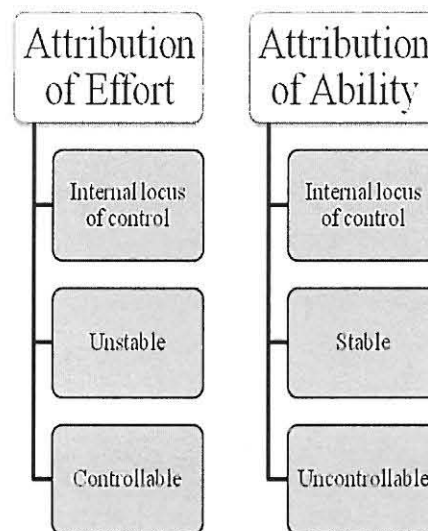 Attribution
of Effort
Internal locus
of control
Unstable
Controllable
Attribution
of Ability
Internal locus
of control
Stable
Uncontrollable